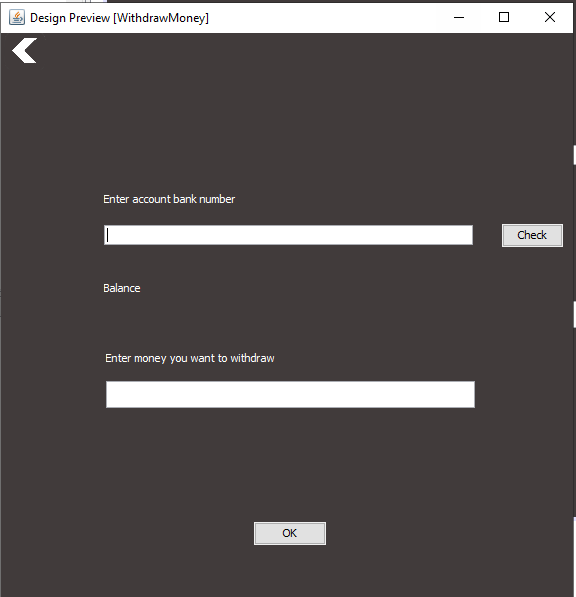 Design Preview [WithdrawMoney]
Enter account bank number
Check
Balance
Enter money you want to withdraw
OK